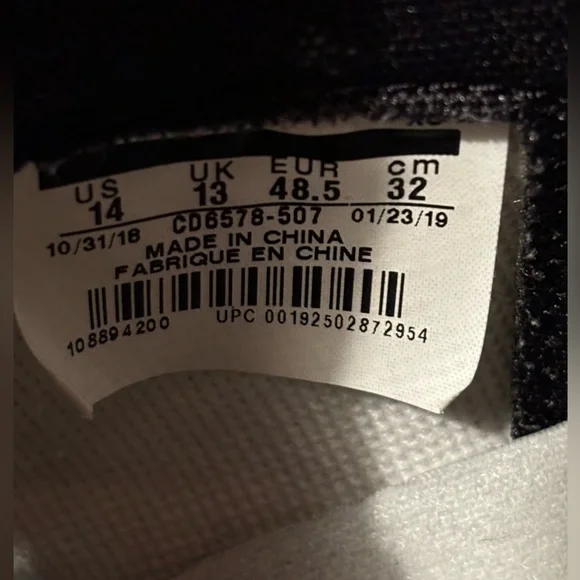 US UK EUR cm
14 13 48.5 32
10/31/18 CD6578-507 01/23/19
MADE IN CHINA
FABRIQUE EN CHINE
108894200 UPC 00192502872954